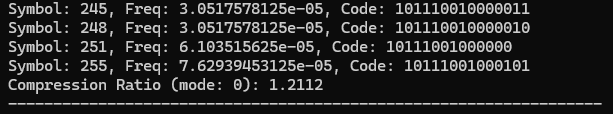 Symbol: 245, Freq: 3.0517578125e-05, Code: 101110010000011
Symbol: 248, Freq: 3.0517578125e-05, Code: 101110010000010
Symbol: 251, Freq: 6.103515625e-05, Code: 10111001000000
Symbol: 255, Freq: 7.62939453125e-05, Code: 10111001000101
Compression Ratio (mode: 0): 1.2112
------------------------------------------------------------------